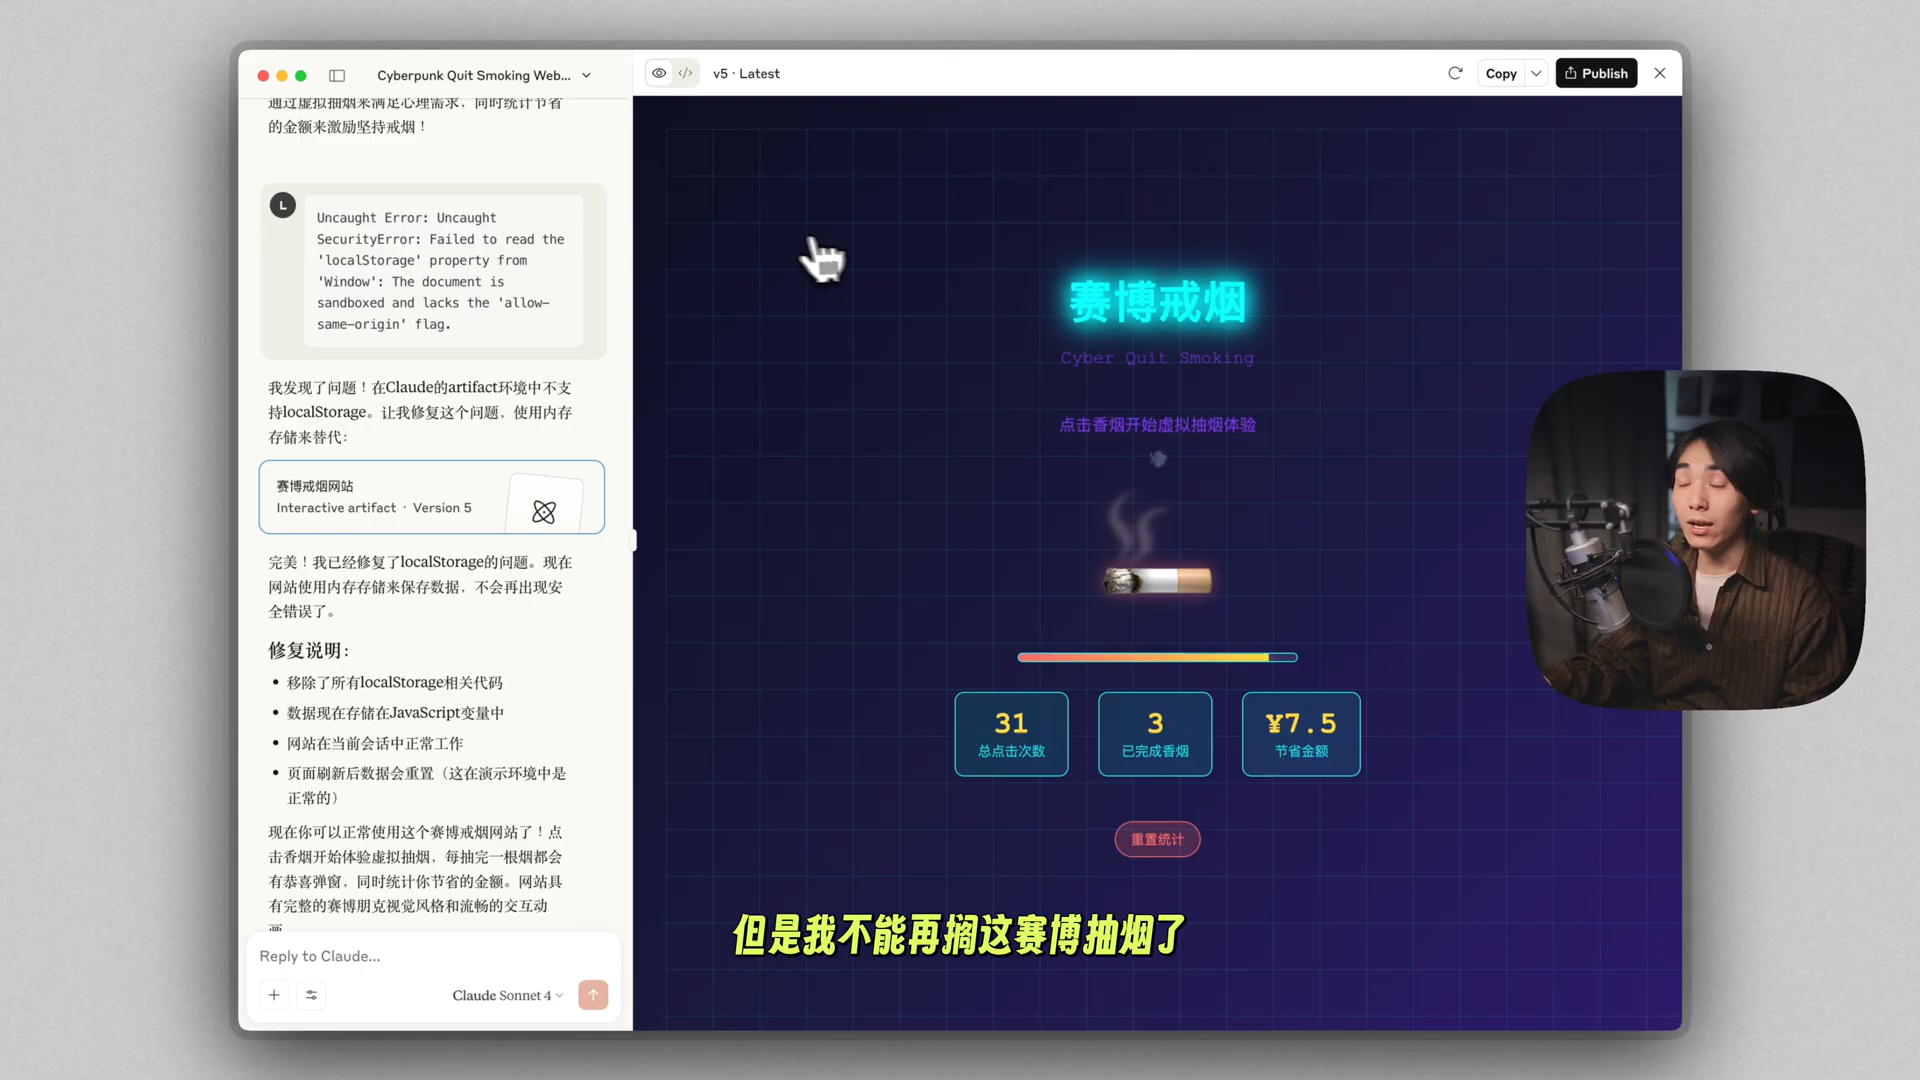 Cyberpunk Quit Smoking Web...
v5 · Latest
Copy
Publish
通过虚拟抽烟来满足心理需求，同时统计节省
的金额来激励坚持戒烟！
L
Uncaught Error: Uncaught
SecurityError: Failed to read the
'localStorage' property from
'Window': The document is
sandboxed and lacks the 'allow-
same-origin' flag.
我发现了问题！在Claude的artifact环境中不支
持localStorage。让我修复这个问题，使用内存
存储来替代：
赛博戒烟网站
Interactive artifact · Version 5
完美！我已经修复了localStorage的问题。现在
网站使用内存存储来保存数据，不会再出现安
全错误了。
修复说明：
• 移除了所有localStorage相关代码
• 数据现在存储在JavaScript变量中
• 网站在当前会话中正常工作
• 页面刷新后数据会重置（这在演示环境中是
正常的）
现在你可以正常使用这个赛博戒烟网站了！点
击香烟开始体验虚拟抽烟，每抽完一根烟都会
有恭喜弹窗，同时统计你节省的金额。网站具
有完整的赛博朋克视觉风格和流畅的交互动
Reply to Claude...
Claude Sonnet 4
赛博戒烟
Cyber Quit Smoking
点击香烟开始虚拟抽烟体验
31
总点击次数
3
已完成香烟
¥7.5
节省金额
重置统计
但是我不能再搁这赛博抽烟了